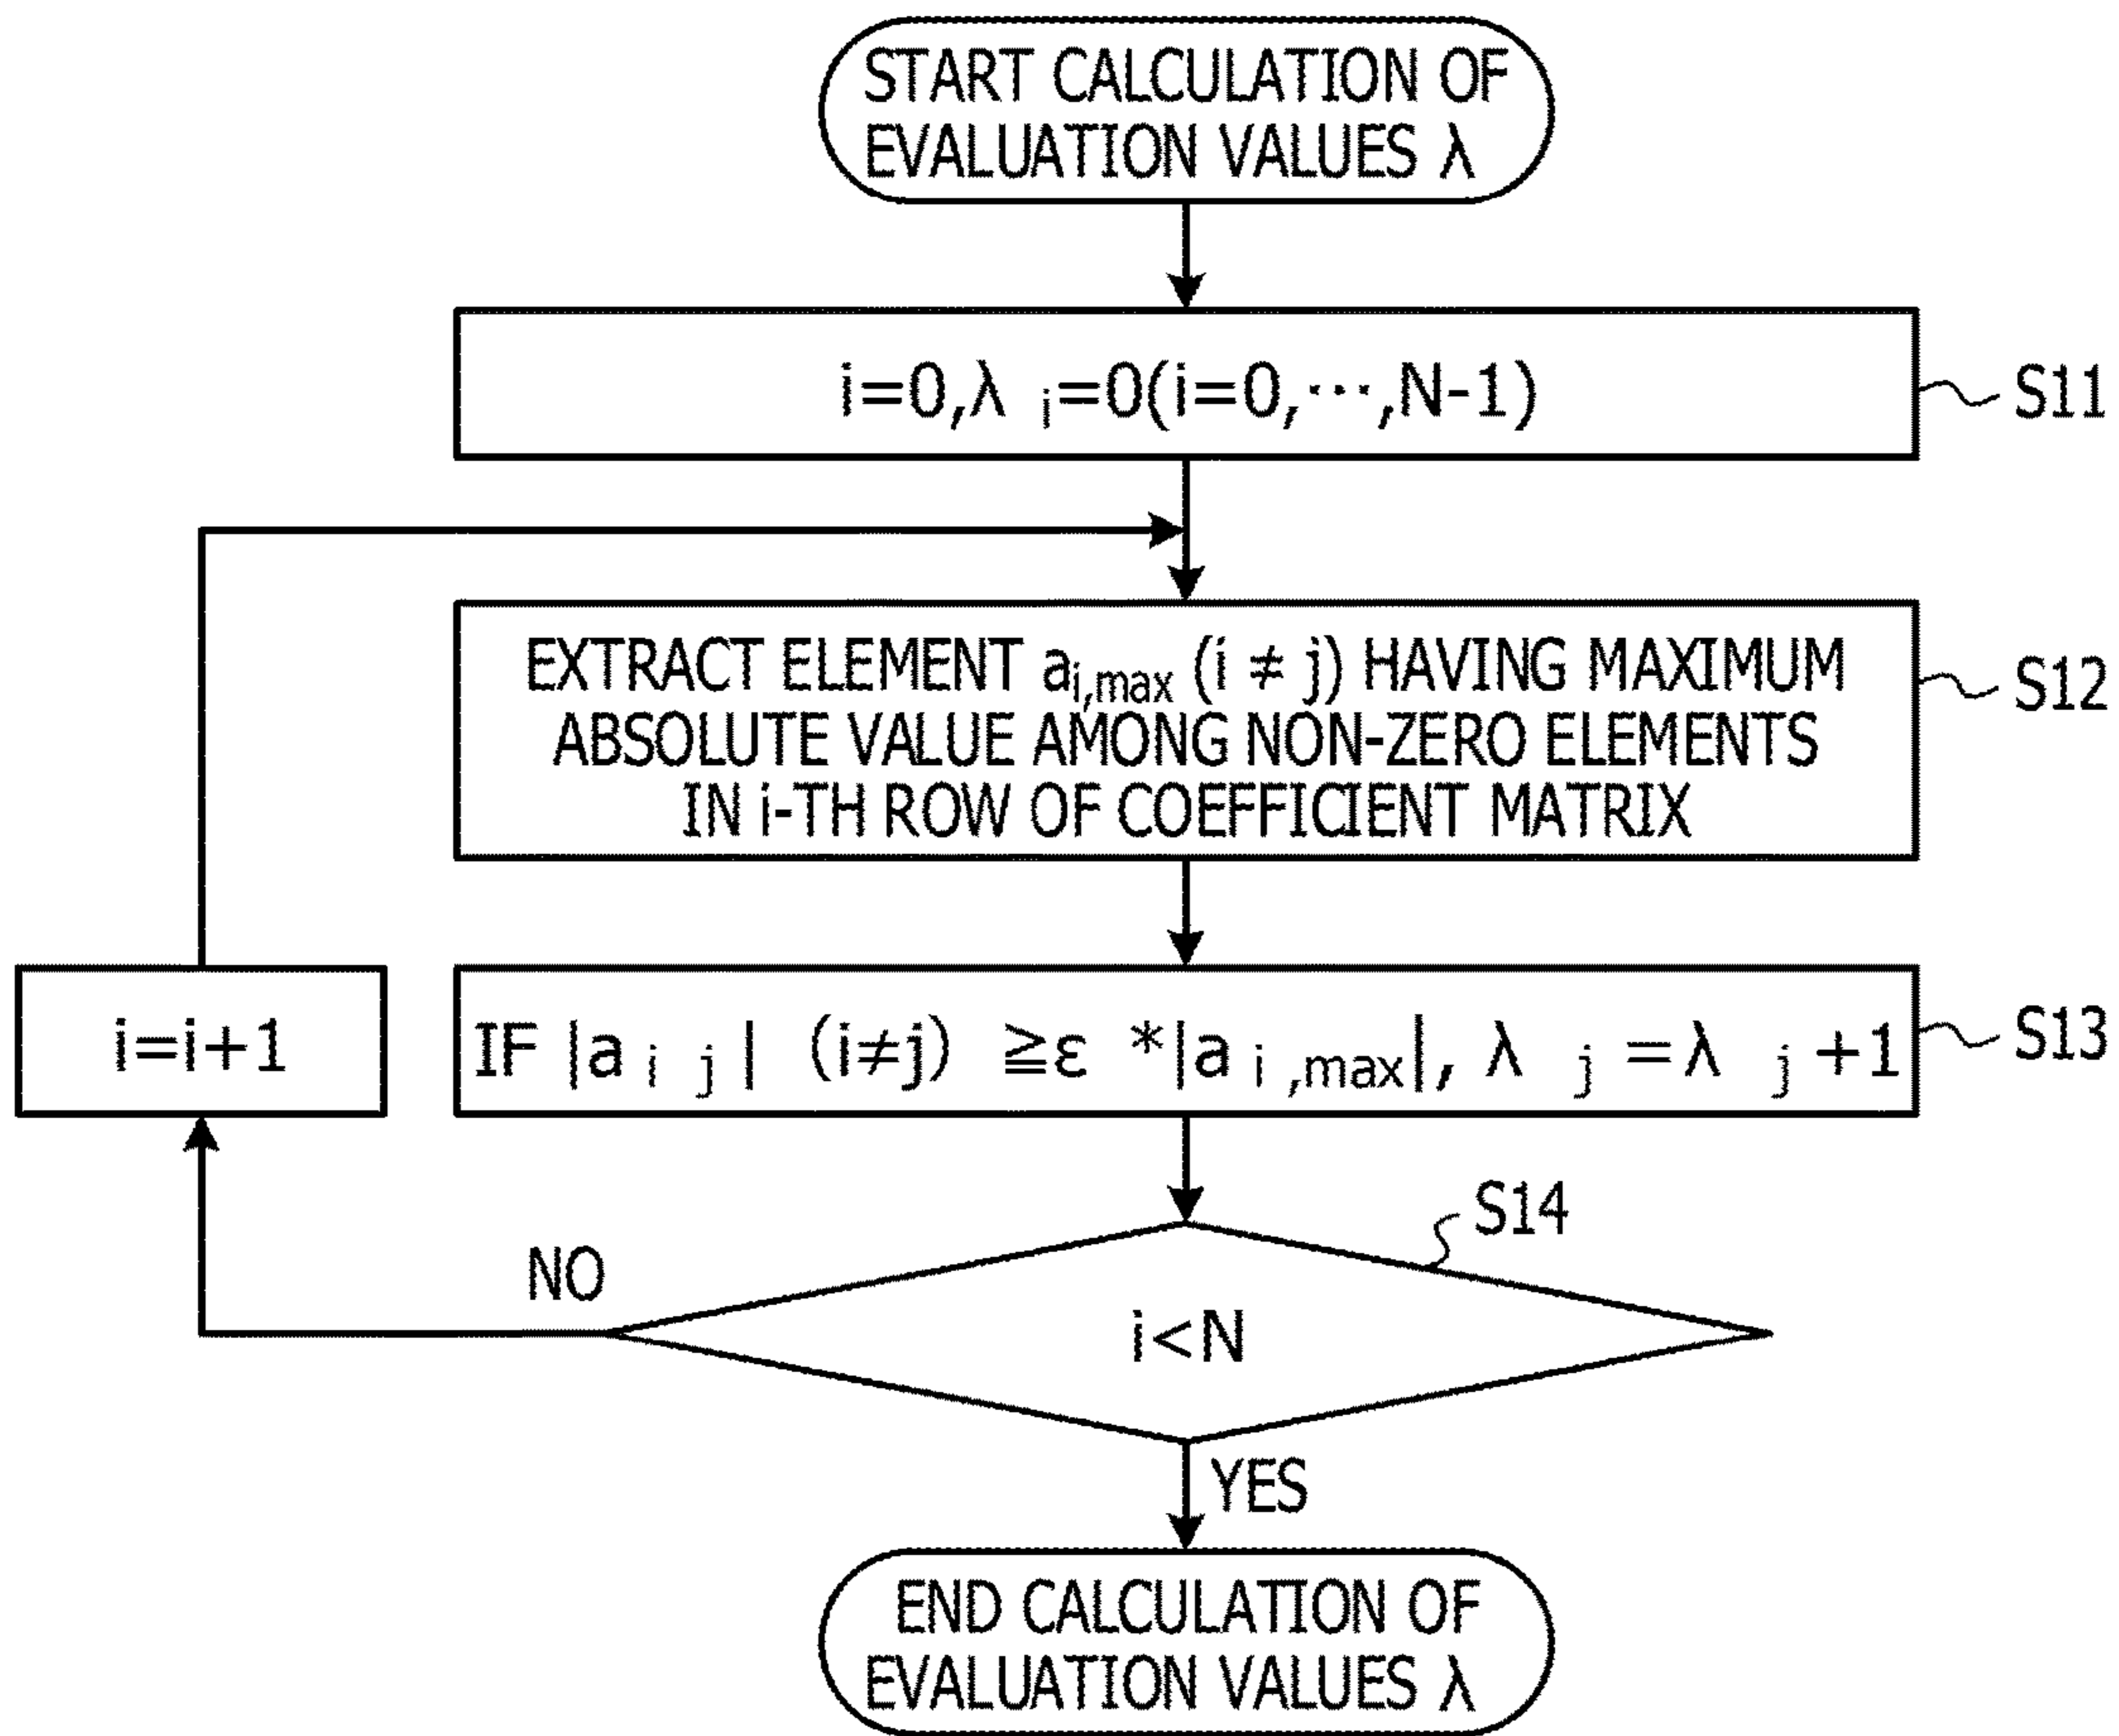 START CALCULATION OF
EVALUATION VALUES λ
i=0,λ i=0(i=0,⋯,N-1)
S11
EXTRACT ELEMENT ai,max (i ≠ j) HAVING MAXIMUM
ABSOLUTE VALUE AMONG NON-ZERO ELEMENTS
IN i-TH ROW OF COEFFICIENT MATRIX
S12
i=i+1
IF |a i j | (i≠j) ≧ε *|a i ,max|, λ j =λ j +1
S13
S14
NO
i<N
YES
END CALCULATION OF
EVALUATION VALUES λ